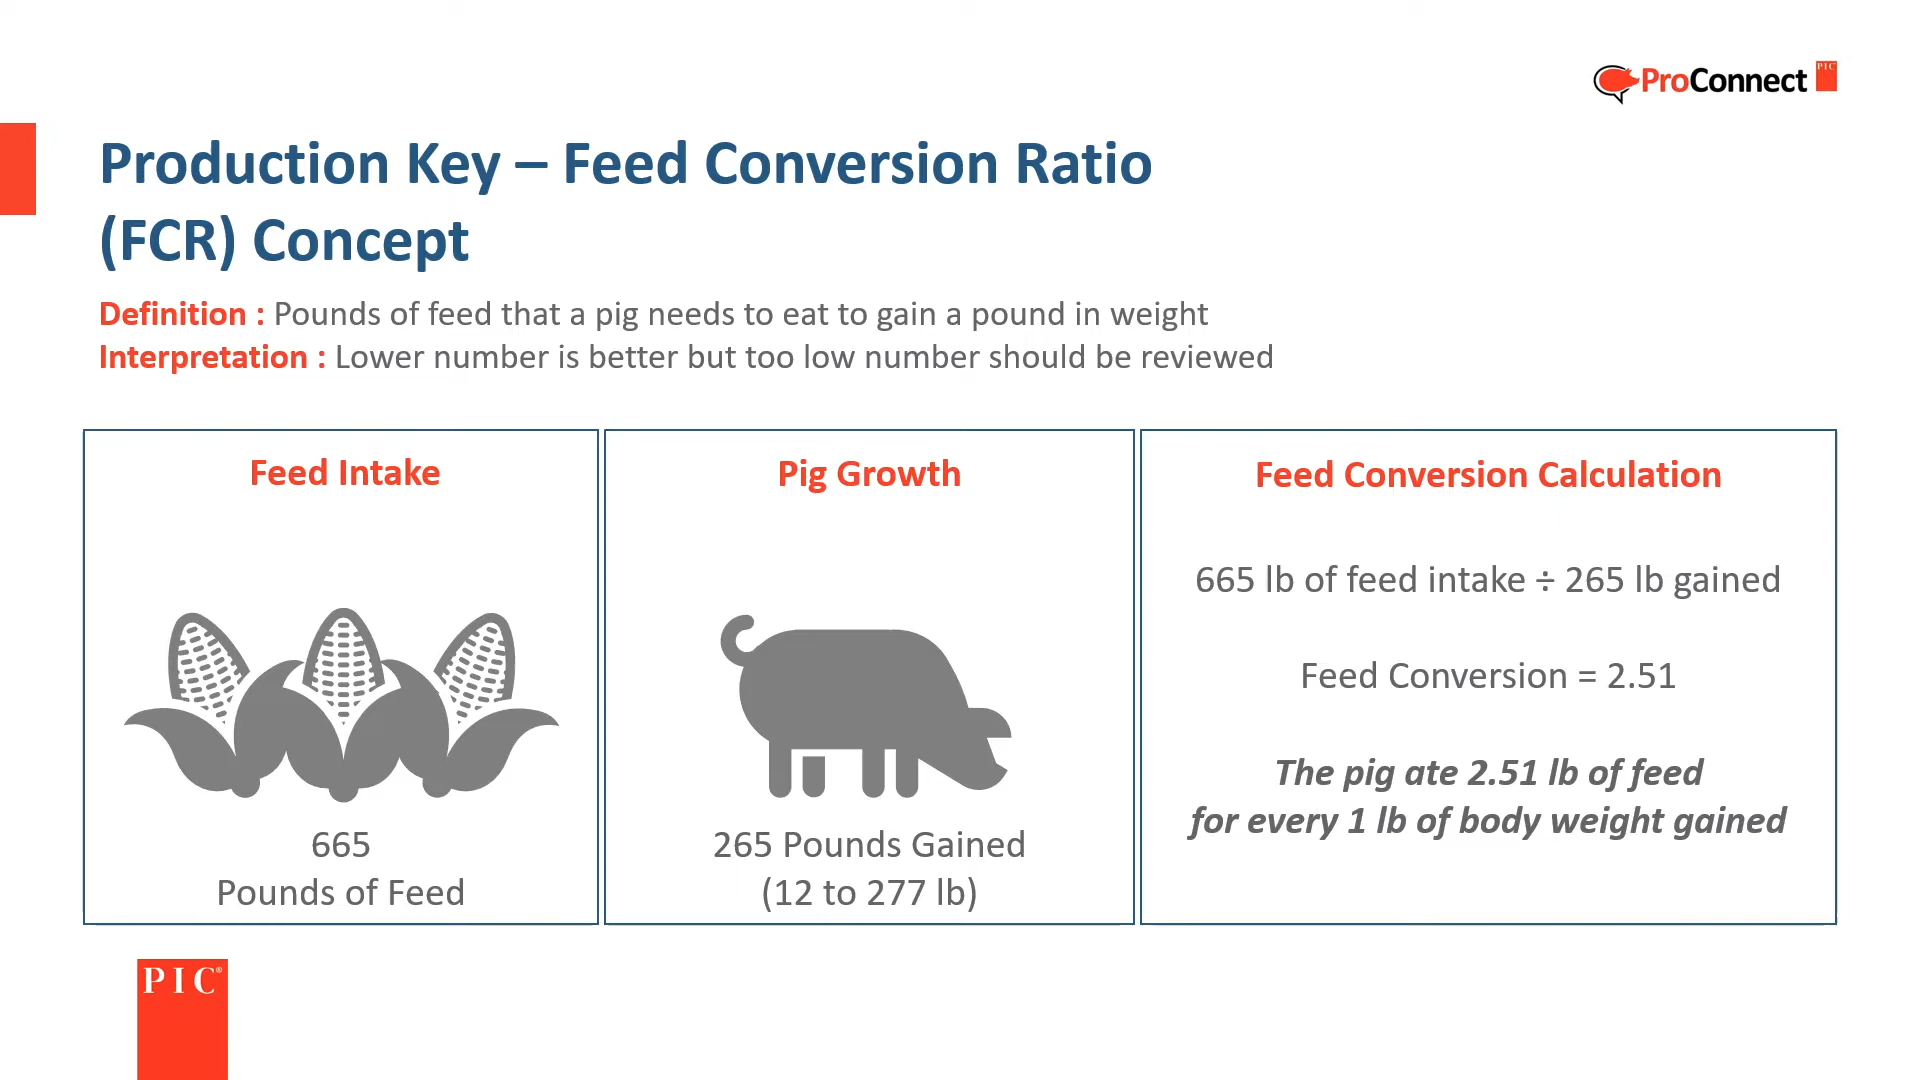 ProConnect PIC
Production Key – Feed Conversion Ratio
(FCR) Concept
Definition : Pounds of feed that a pig needs to eat to gain a pound in weight
Interpretation : Lower number is better but too low number should be reviewed
Feed Intake
665
Pounds of Feed
Pig Growth
265 Pounds Gained
(12 to 277 lb)
Feed Conversion Calculation
665 lb of feed intake ÷ 265 lb gained
Feed Conversion = 2.51
The pig ate 2.51 lb of feed
for every 1 lb of body weight gained
PIC®